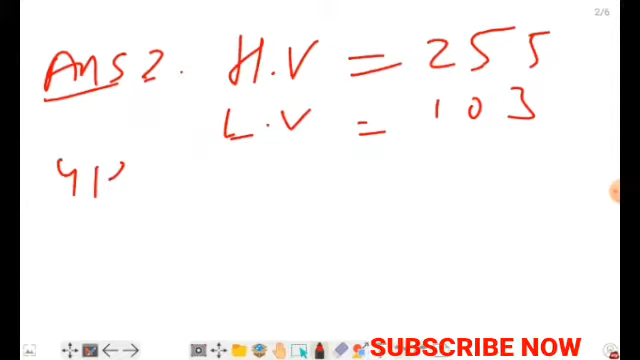 2/6
Ans 2. H.V = 255
L.V = 103
SUBSCRIBE NOW